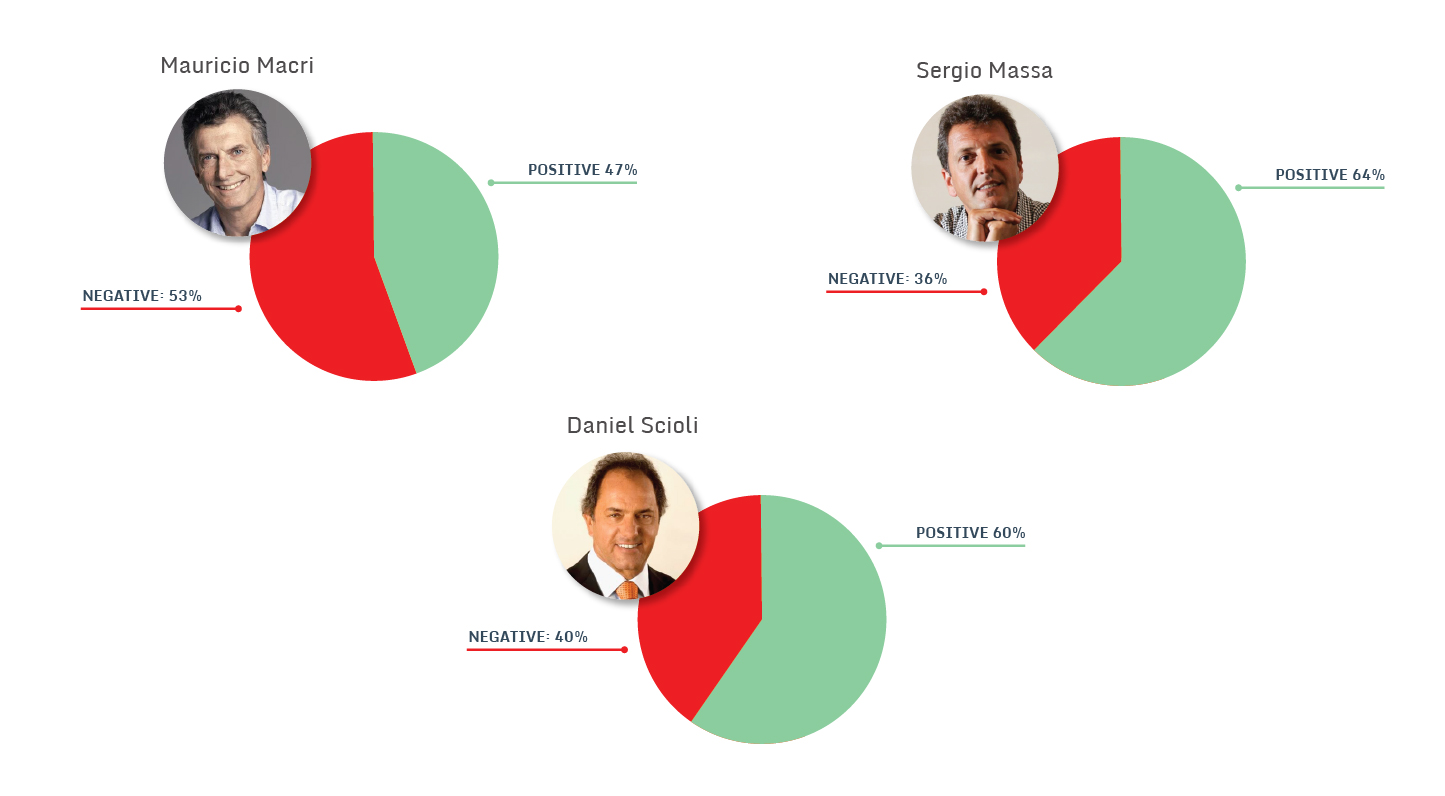 Mauricio Macri
POSITIVE 47%
NEGATIVE: 53%
Sergio Massa
POSITIVE 64%
NEGATIVE: 36%
Daniel Scioli
POSITIVE 60%
NEGATIVE: 40%